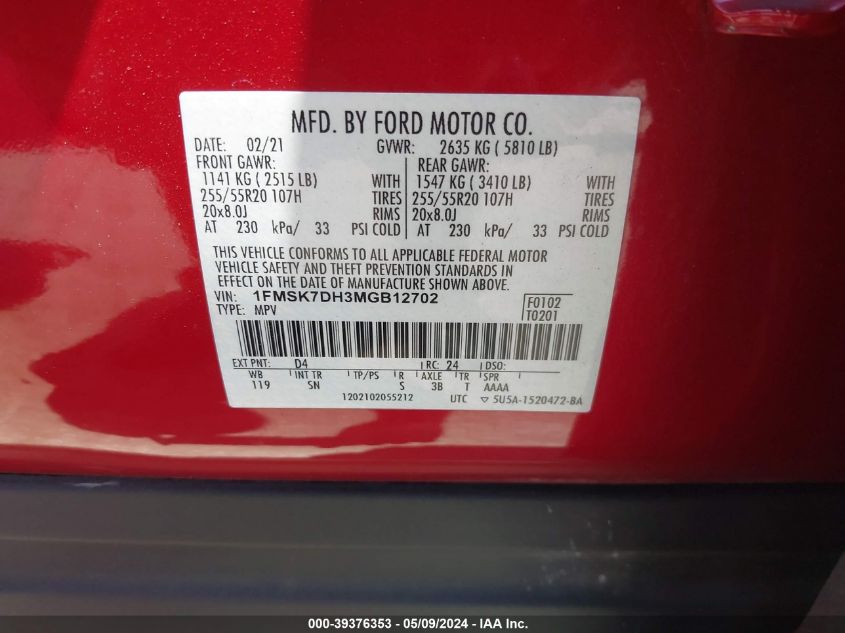 MFD. BY FORD MOTOR CO.
DATE: 02/21 GVWR: 2635 KG ( 5810 LB)
FRONT GAWR: REAR GAWR:
1141 KG ( 2515 LB) WITH 1547 KG ( 3410 LB) WITH
255/55R20 107H TIRES 255/55R20 107H TIRES
20x8.0J RIMS 20x8.0J RIMS
AT 230 kPa/ 33 PSI COLD AT 230 kPa/ 33 PSI COLD
THIS VEHICLE CONFORMS TO ALL APPLICABLE FEDERAL MOTOR
VEHICLE SAFETY AND THEFT PREVENTION STANDARDS IN
EFFECT ON THE DATE OF MANUFACTURE SHOWN ABOVE.
VIN: 1FMSK7DH3MGB12702 F0102
TYPE: MPV T0201
EXT PNT: D4 RC: 24 DSO:
WB INT TR TP/PS R AXLE TR SPR
119 SN S 3B T AAAA
1202102055212 UTC ▽ 5U5A-1520472-BA
000-39376353 - 05/09/2024 - IAA Inc.